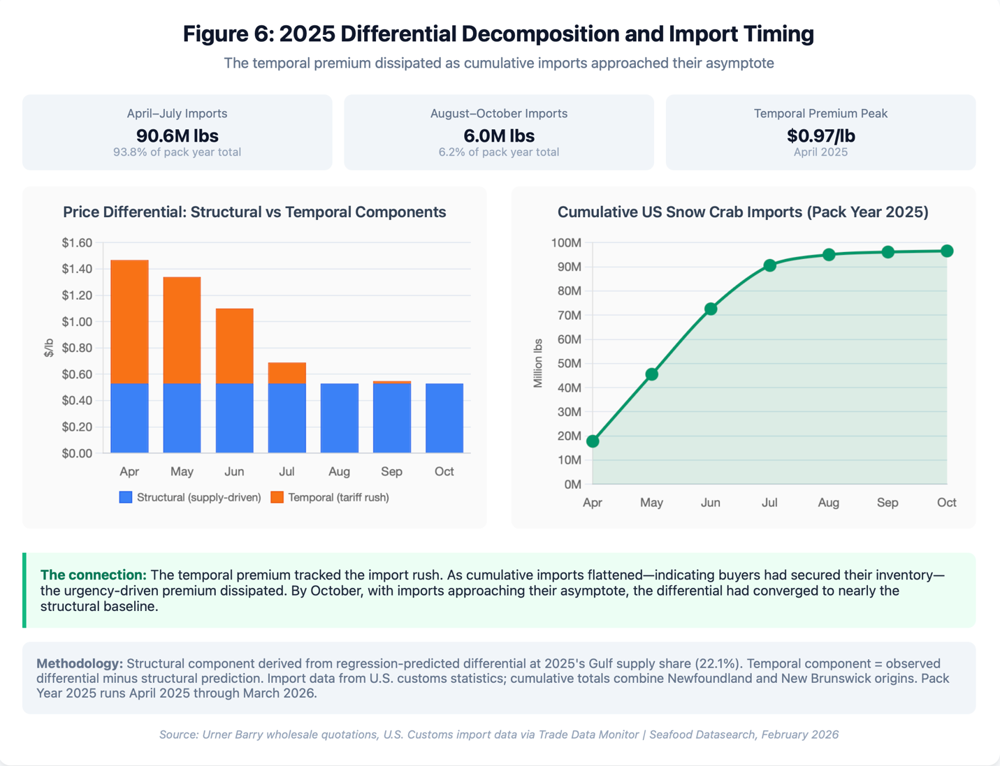 Figure 6: 2025 Differential Decomposition and Import Timing
The temporal premium dissipated as cumulative imports approached their asymptote
April–July Imports
90.6M lbs
93.8% of pack year total
August–October Imports
6.0M lbs
6.2% of pack year total
Temporal Premium Peak
$0.97/lb
April 2025
Price Differential: Structural vs Temporal Components
$1.60
$1.40
$1.20
$1.00
$0.80
$0.60
$0.40
$0.20
$0.00
$/lb
Apr May Jun Jul Aug Sep Oct
Structural (supply-driven) Temporal (tariff rush)
Cumulative US Snow Crab Imports (Pack Year 2025)
100M
90M
80M
70M
60M
50M
40M
30M
20M
10M
0M
Million lbs
Apr May Jun Jul Aug Sep Oct
The connection: The temporal premium tracked the import rush. As cumulative imports flattened—indicating buyers had secured their inventory—
the urgency-driven premium dissipated. By October, with imports approaching their asymptote, the differential had converged to nearly the
structural baseline.
Methodology: Structural component derived from regression-predicted differential at 2025's Gulf supply share (22.1%). Temporal component = observed
differential minus structural prediction. Import data from U.S. customs statistics; cumulative totals combine Newfoundland and New Brunswick origins. Pack
Year 2025 runs April 2025 through March 2026.
Source: Urner Barry wholesale quotations, U.S. Customs import data via Trade Data Monitor | Seafood Datasearch, February 2026